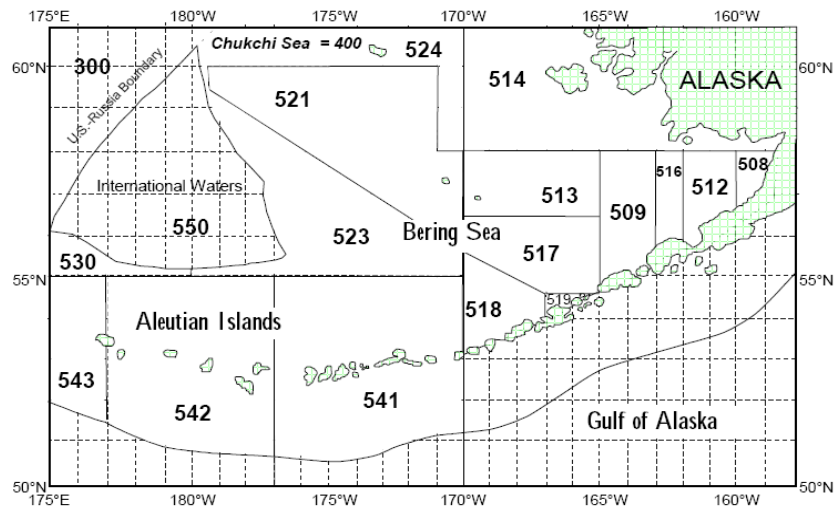 175°E 180°W 175°W 170°W 165°W 160°W
Chukchi Sea = 400
524
60°N
300
514
ALASKA
60°N
U.S.-Russia Boundary
521
508
516
International Waters
513
512
509
550
523
Bering Sea
517
530
55°N
55°N
519
518
Aleutian Islands
543
541
542
Gulf of Alaska
50°N
50°N
175°E 180°W 175°W 170°W 165°W 160°W